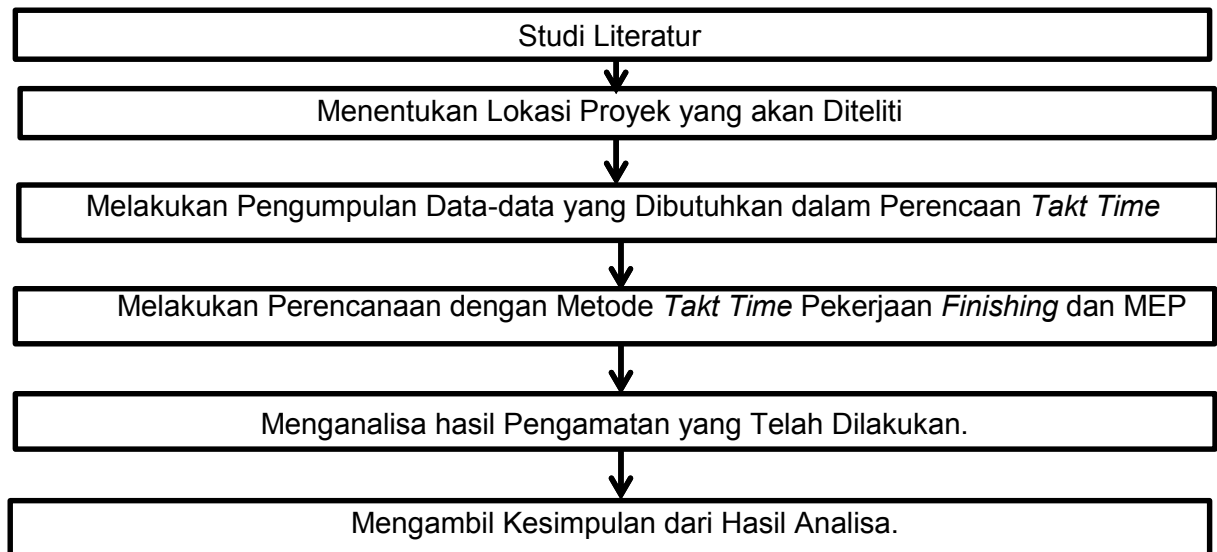 Studi Literatur
Menentukan Lokasi Proyek yang akan Diteliti
Melakukan Pengumpulan Data-data yang Dibutuhkan dalam Perencaan Takt Time
Melakukan Perencanaan dengan Metode Takt Time Pekerjaan Finishing dan MEP
Menganalisa hasil Pengamatan yang Telah Dilakukan.
Mengambil Kesimpulan dari Hasil Analisa.